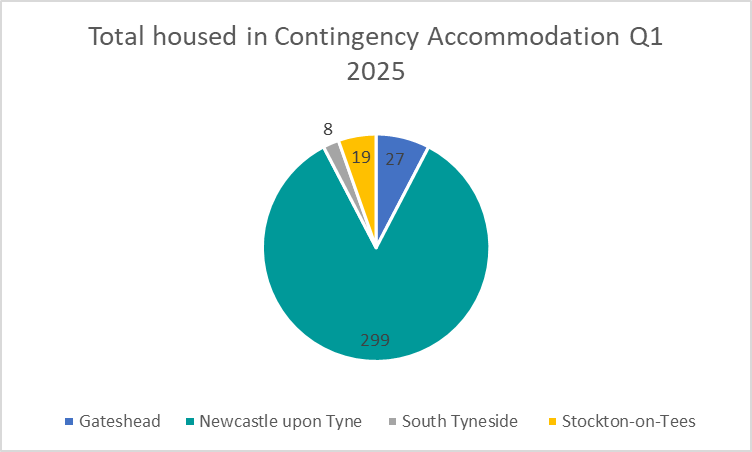 Total housed in Contingency Accommodation Q1
2025
8
19
27
299
Gateshead
Newcastle upon Tyne
South Tyneside
Stockton-on-Tees